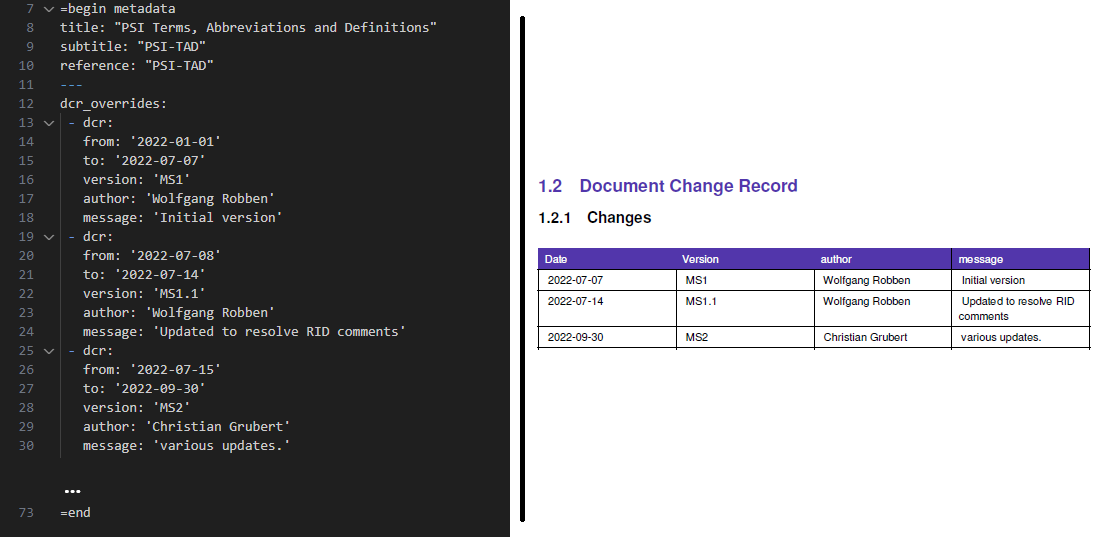 7 =begin metadata
8 title: "PSI Terms, Abbreviations and Definitions"
9 subtitle: "PSI-TAD"
10 reference: "PSI-TAD"
11 ---
12 dcr_overrides:
13 - dcr:
14 from: '2022-01-01'
15 to: '2022-07-07'
16 version: 'MS1'
17 author: 'Wolfgang Robben'
18 message: 'Initial version'
19 - dcr:
20 from: '2022-07-08'
21 to: '2022-07-14'
22 version: 'MS1.1'
23 author: 'Wolfgang Robben'
24 message: 'Updated to resolve RID comments'
25 - dcr:
26 from: '2022-07-15'
27 to: '2022-09-30'
28 version: 'MS2'
29 author: 'Christian Grubert'
30 message: 'various updates.'
...
73 =end
1.2 Document Change Record
1.2.1 Changes
Date Version author message
2022-07-07 MS1 Wolfgang Robben Initial version
2022-07-14 MS1.1 Wolfgang Robben Updated to resolve RID
comments
2022-09-30 MS2 Christian Grubert various updates.